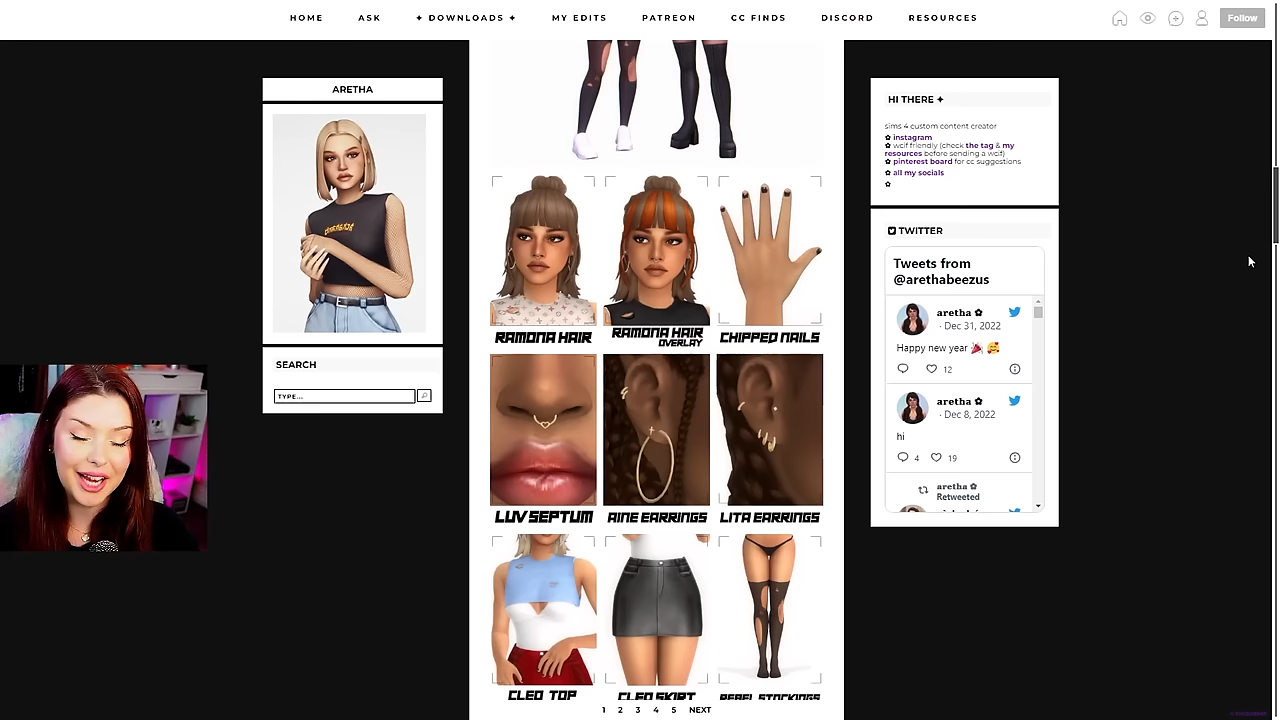 HOME ASK ✦ DOWNLOADS ✦ MY EDITS PATREON CC FINDS DISCORD RESOURCES
Follow
ARETHA
SEARCH
TYPE...
RAMONA HAIR
RAMONA HAIR
OVERLAY
CHIPPED NAILS
LUV SEPTUM
AINE EARRINGS
LITA EARRINGS
CLEO TOP
CLEO SKIRT
REBEL STOCKINGS
1 2 3 4 5 NEXT
HI THERE ✦
sims 4 custom content creator
✿ instagram
✿ wcif friendly (check the tag & my
resources before sending a wcif)
✿ pinterest board for cc suggestions
✿ all my socials
✿
TWITTER
Tweets from
@arethabeezus
aretha ✿
· Dec 31, 2022
Happy new year 🎉 🥰
12
aretha ✿
· Dec 8, 2022
hi
4 19
aretha ✿
Retweeted